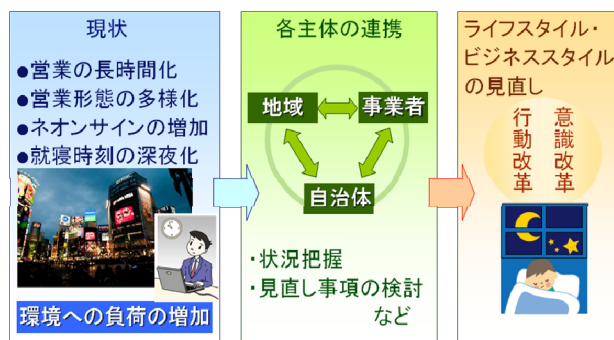 現状
●営業の長時間化
●営業形態の多様化
●ネオンサインの増加
●就寝時刻の深夜化
環境への負荷の増加
各主体の連携
地域
事業者
自治体
・状況把握
・見直し事項の検討
など
ライフスタイル・
ビジネススタイル
の見直し
意識改革
行動改革